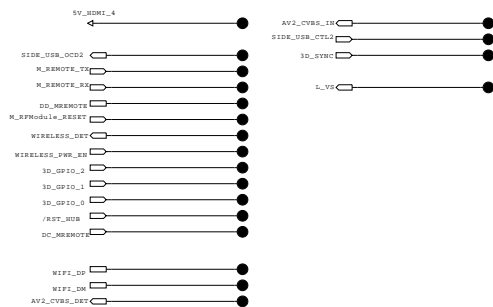 5V_HDMI_4
SIDE_USB_OCD2
M_REMOTE_TX
M_REMOTE_RX
DD_MREMOTE
M_RFModule_RESET
WIRELESS_DET
WIRELESS_PWR_EN
3D_GPIO_2
3D_GPIO_1
3D_GPIO_0
/RST_HUB
DC_MREMOTE
WIFI_DP
WIFI_DM
AV2_CVBS_DET
AV2_CVBS_IN
SIDE_USB_CTL2
3D_SYNC
L_VS